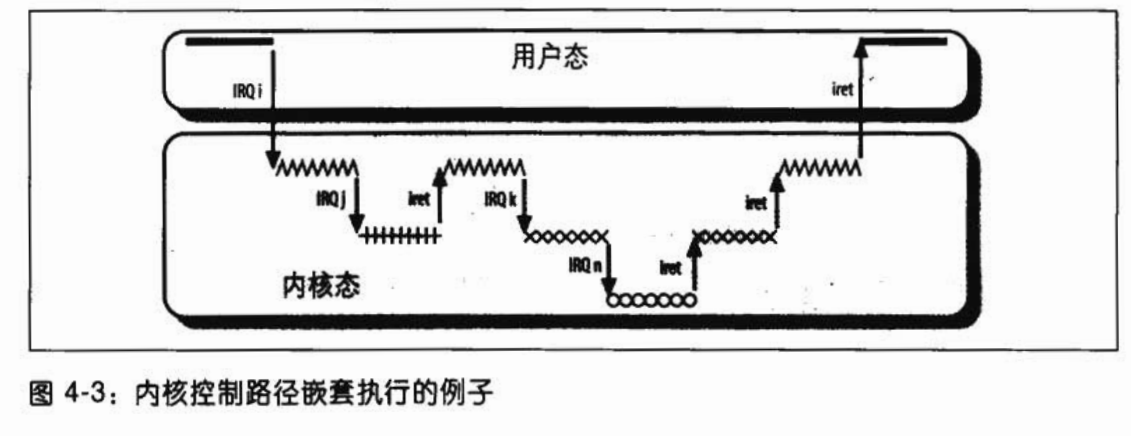 用户态
IRQ i
iret
IRQ j
iret
IRQ k
iret
IRQ n
iret
内核态
图 4-3：内核控制路径嵌套执行的例子